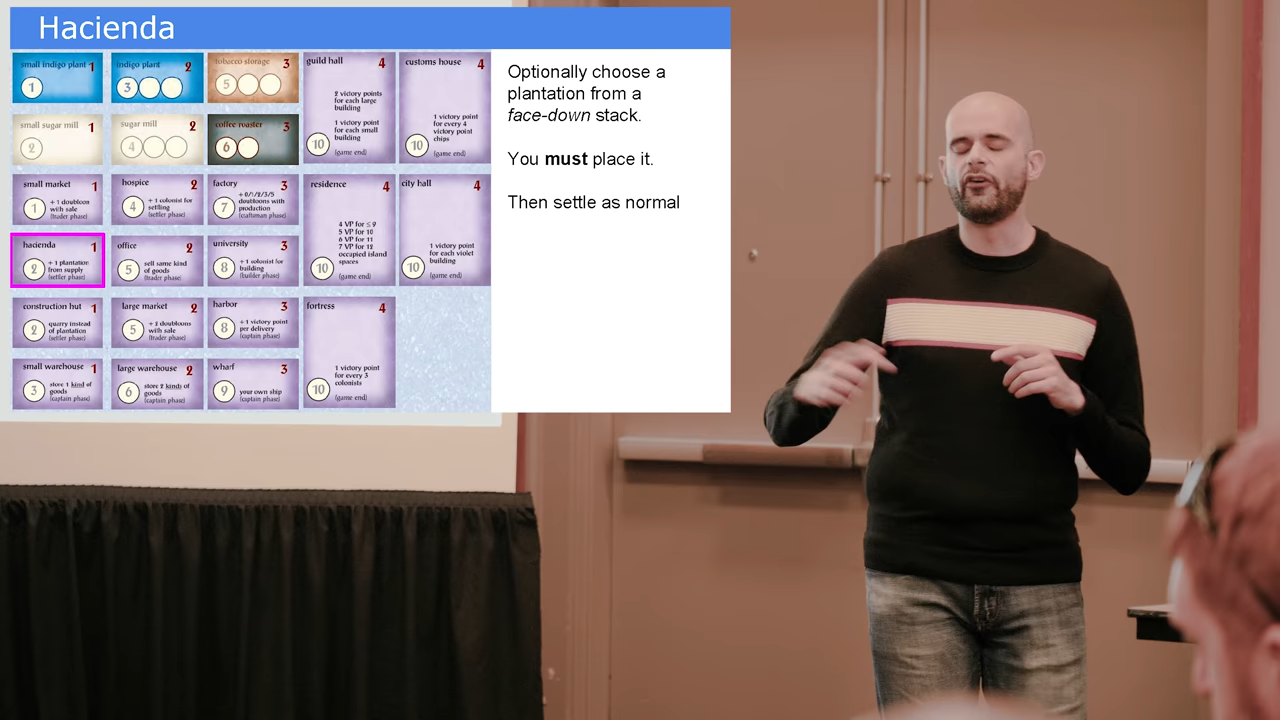 Hacienda
small indigo plant 1
1
indigo plant 2
3
tobacco storage 3
5
guild hall 4
2 victory points
for each large
building
1 victory point
for each small
building
10
(game end)
customs house 4
1 victory point
for every 4
victory point
chips
10
(game end)
small sugar mill 1
2
sugar mill 2
4
coffee roaster 3
6
small market 1
1
+ 1 doubloon
with sale
(trader phase)
hospice 2
4
+ 1 colonist for
settling
(settler phase)
factory 3
7
+ 0/1/2/3/5
doubloons with
production
(craftsman phase)
residence 4
4 VP for ≤ 9
5 VP for 10
6 VP for 11
7 VP for 12
occupied island
spaces
10
(game end)
city hall 4
1 victory point
for each violet
building
10
(game end)
hacienda 1
2
+ 1 plantation
from supply
(settler phase)
office 2
5
sell same kind
of goods
(trader phase)
university 3
8
+ 1 colonist for
building
(builder phase)
construction hut 1
2
quarry instead
of plantation
(settler phase)
large market 2
5
+ 2 doubloons
with sale
(trader phase)
harbor 3
8
+ 1 victory point
per delivery
(captain phase)
fortress 4
1 victory point
for every 3
colonists
10
(game end)
small warehouse 1
3
store 1 kind of
goods
(captain phase)
large warehouse 2
6
store 2 kinds of
goods
(captain phase)
wharf 3
9
your own ship
(captain phase)
Optionally choose a
plantation from a
face-down stack.
You must place it.
Then settle as normal